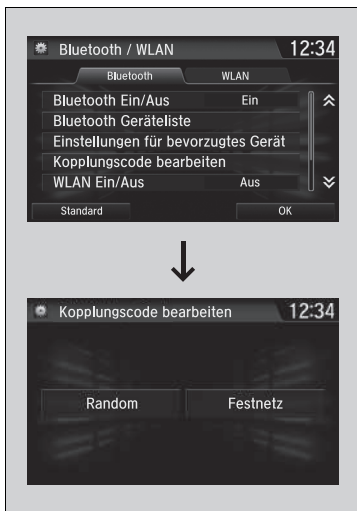 Bluetooth / WLAN 12:34
Bluetooth WLAN
Bluetooth Ein/Aus Ein
Bluetooth Geräteliste
Einstellungen für bevorzugtes Gerät
Kopplungscode bearbeiten
WLAN Ein/Aus Aus
Standard OK
Kopplungscode bearbeiten 12:34
Random Festnetz